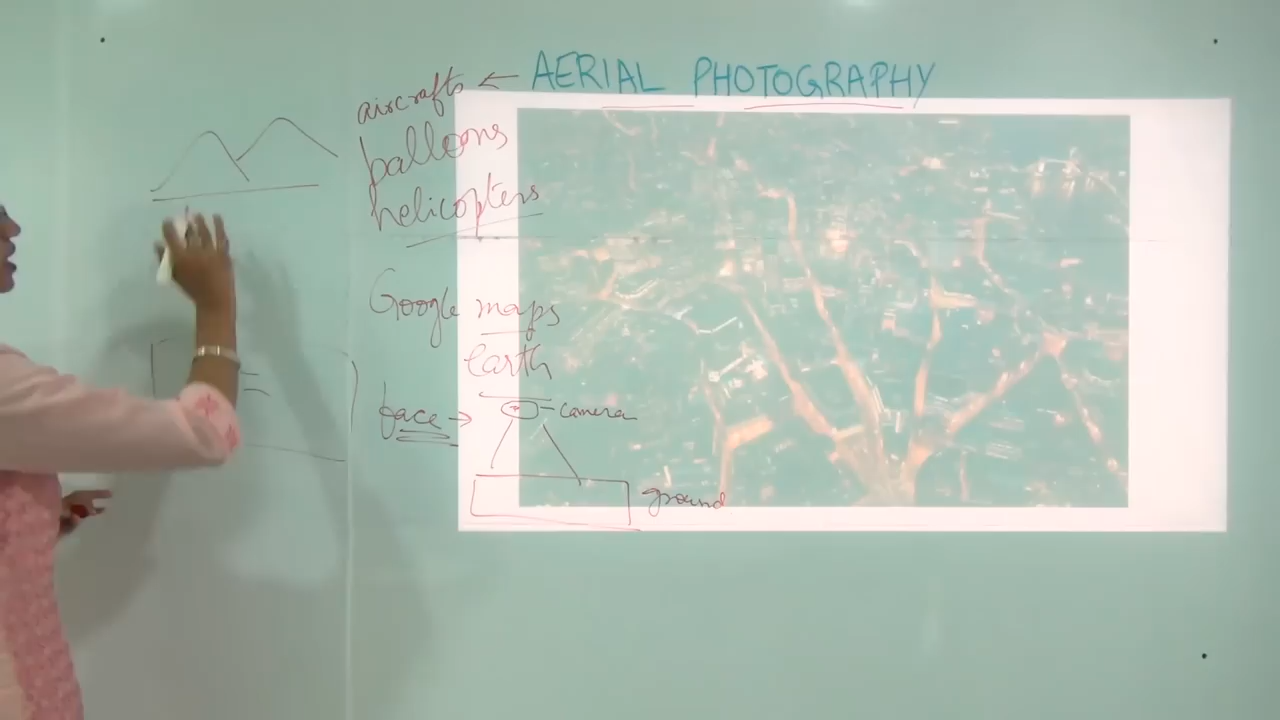 AERIAL PHOTOGRAPHY
aircrafts ←
balloons
helicopters
Google maps
earth
face → camera
ground